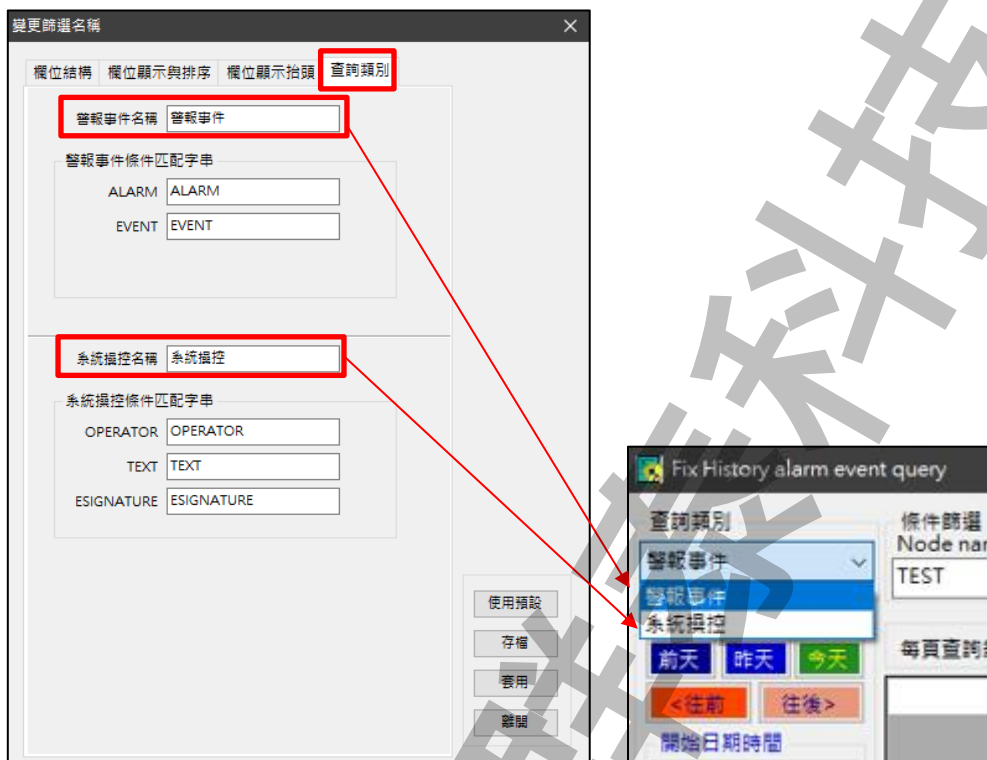 變更篩選名稱
欄位結構 欄位顯示與排序 欄位顯示抬頭 查詢類別
警報事件名稱 警報事件
警報事件條件匹配字串
ALARM ALARM
EVENT EVENT
系統操控名稱 系統操控
系統操控條件匹配字串
OPERATOR OPERATOR
TEXT TEXT
ESIGNATURE ESIGNATURE
使用預設
存檔
套用
離開
Fix History alarm event query
查詢類別
警報事件
警報事件
系統操控
前天 昨天 今天
<往前 往後>
開始日期時間
條件篩選
Node nar
TEST
每頁查詢
科技